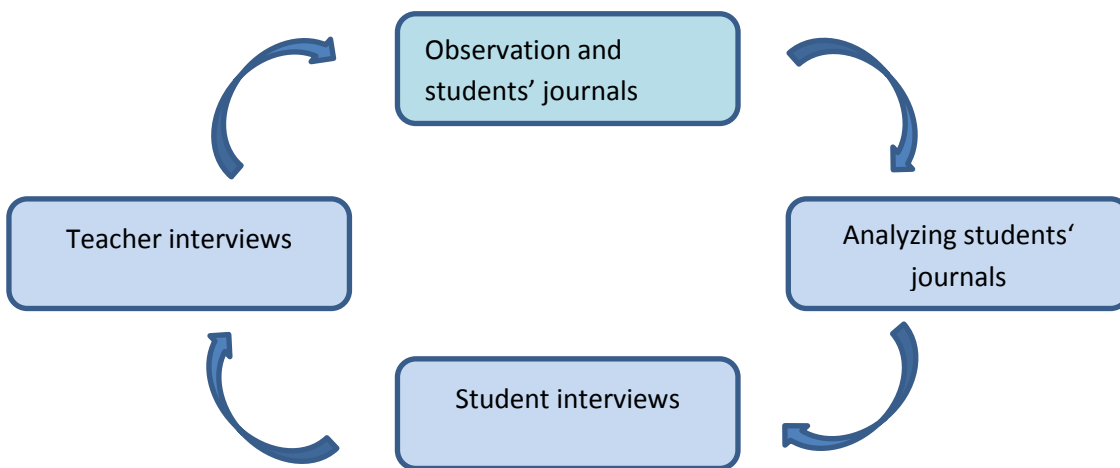 Observation and
students’ journals
Teacher interviews
Analyzing students‘
journals
Student interviews